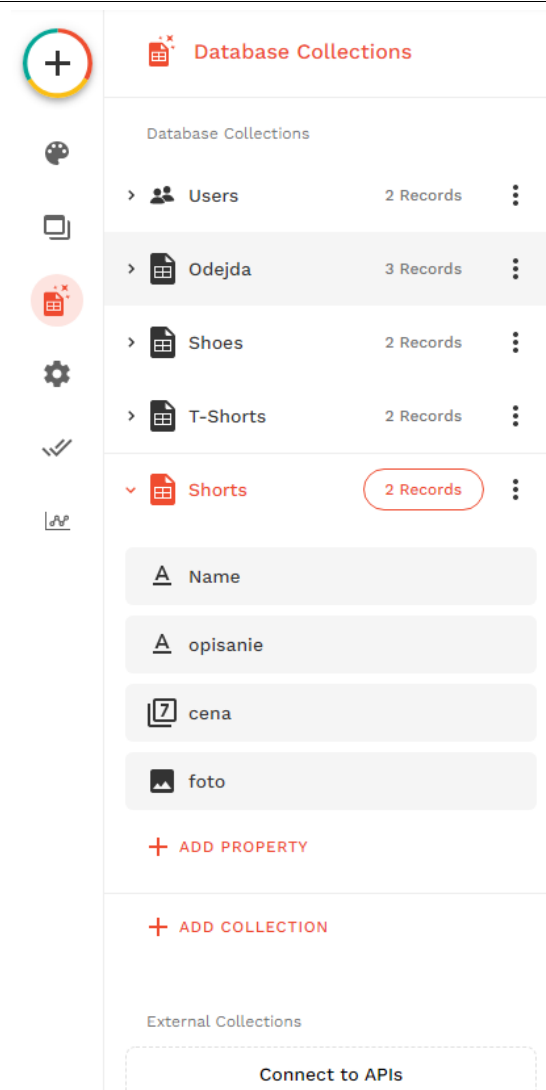 Database Collections
Database Collections
Users 2 Records
Odejda 3 Records
Shoes 2 Records
T-Shorts 2 Records
Shorts 2 Records
Name
opisanie
7 cena
foto
ADD PROPERTY
ADD COLLECTION
External Collections
Connect to APIs